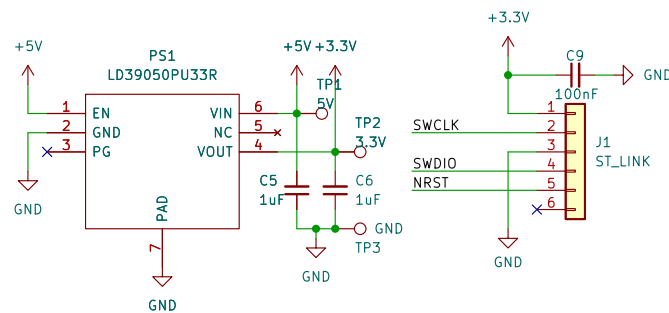 +5V
PS1
LD39050PU33R
1 EN
2 GND
3 PG
VIN 6
NC 5
VOUT 4
PAD
7
GND
GND
+5V
+3.3V
TP1
5V
TP2
3.3V
C5
1uF
C6
1uF
GND
TP3
GND
+3.3V
C9
100nF
GND
SWCLK
SWDIO
NRST
1
2
3
4
5
6
J1
ST_LINK
GND